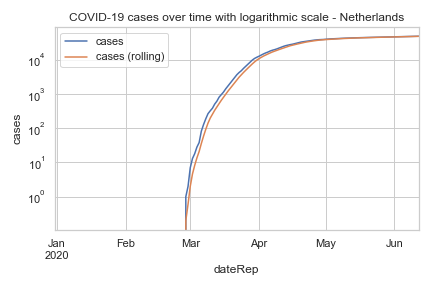 COVID-19 cases over time with logarithmic scale - Netherlands
cases
cases (rolling)
10⁴
10³
10²
10¹
10⁰
cases
Jan
2020
Feb
Mar
Apr
May
Jun
dateRep